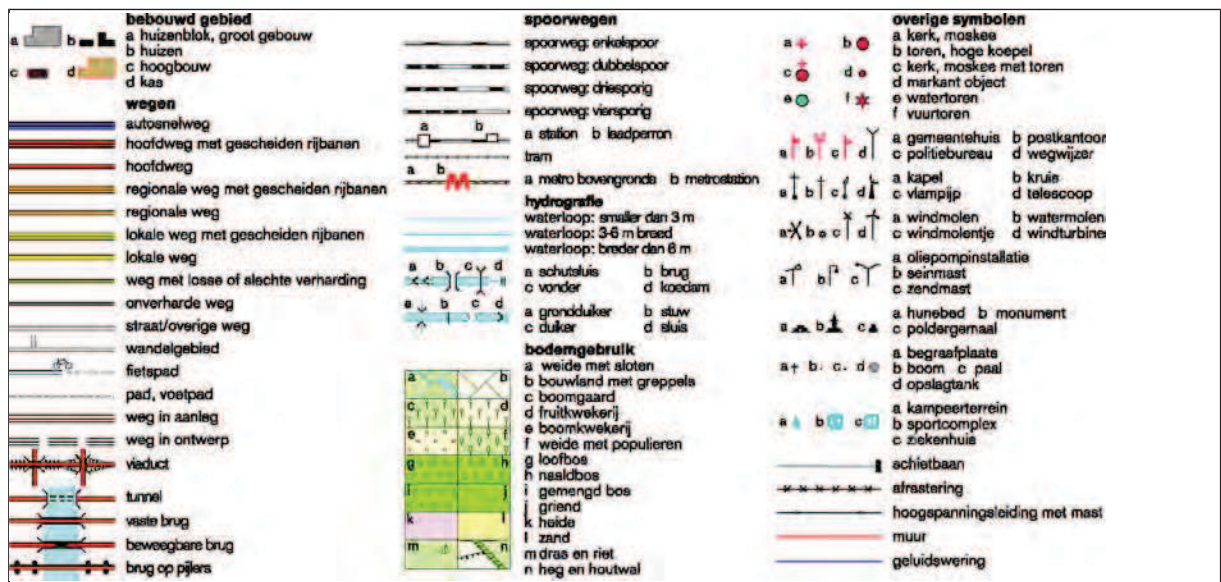 bebouwd gebied
a b
a huizenblok, groot gebouw
b huizen
c d
c hoogbouw
d kas
wegen
autosnelweg
hoofdweg met gescheiden rijbanen
hoofdweg
regionale weg met gescheiden rijbanen
regionale weg
lokale weg met gescheiden rijbanen
lokale weg
weg met losse of slechte verharding
onverharde weg
straat/overige weg
wandelgebied
fietspad
pad, voetpad
weg in aanleg
weg in ontwerp
viaduct
tunnel
vaste brug
beweegbare brug
brug op pijlers
spoorwegen
spoorweg: enkelspoor
spoorweg: dubbelspoor
spoorweg: driesporig
spoorweg: viersporig
a b
a station b laadperron
tram
a b
a metro bovengronds b metrostation
hydrografie
waterloop: smaller dan 3 m
waterloop: 3-6 m breed
waterloop: breder dan 6 m
a b c d
a schutsluis b brug
c vonder d koedam
a b c d
a grondduiker b stuw
c duiker d sluis
bodemgebruik
a b
a weide met sloten
b bouwland met greppels
c d
c boomgaard
d fruitkwekerij
e f
e boomkwekerij
f weide met populieren
g h
g loofbos
h naaldbos
i j
i gemengd bos
j griend
k l
k heide
l zand
m n
m dras en riet
n heg en houtwal
overige symbolen
a b
a kerk, moskee
b toren, hoge koepel
c d
c kerk, moskee met toren
d markant object
e f
e watertoren
f vuurtoren
a b c d
a gemeentehuis b postkantoor
c politiebureau d wegwijzer
a b c d
a kapel b kruis
c vlampijp d telescoop
a b c d
a windmolen b watermolen
c windmolentje d windturbine
a b c
a oliepompinstallatie
b seinmast
c zendmast
a b c
a hunebed b monument
c poldergemaal
a b c d
a begraafplaats
b boom c paal
d opslagtank
a b c
a kampeerterrein
b sportcomplex
c ziekenhuis
schietbaan
afrastering
hoogspanningsleiding met mast
muur
geluidswering